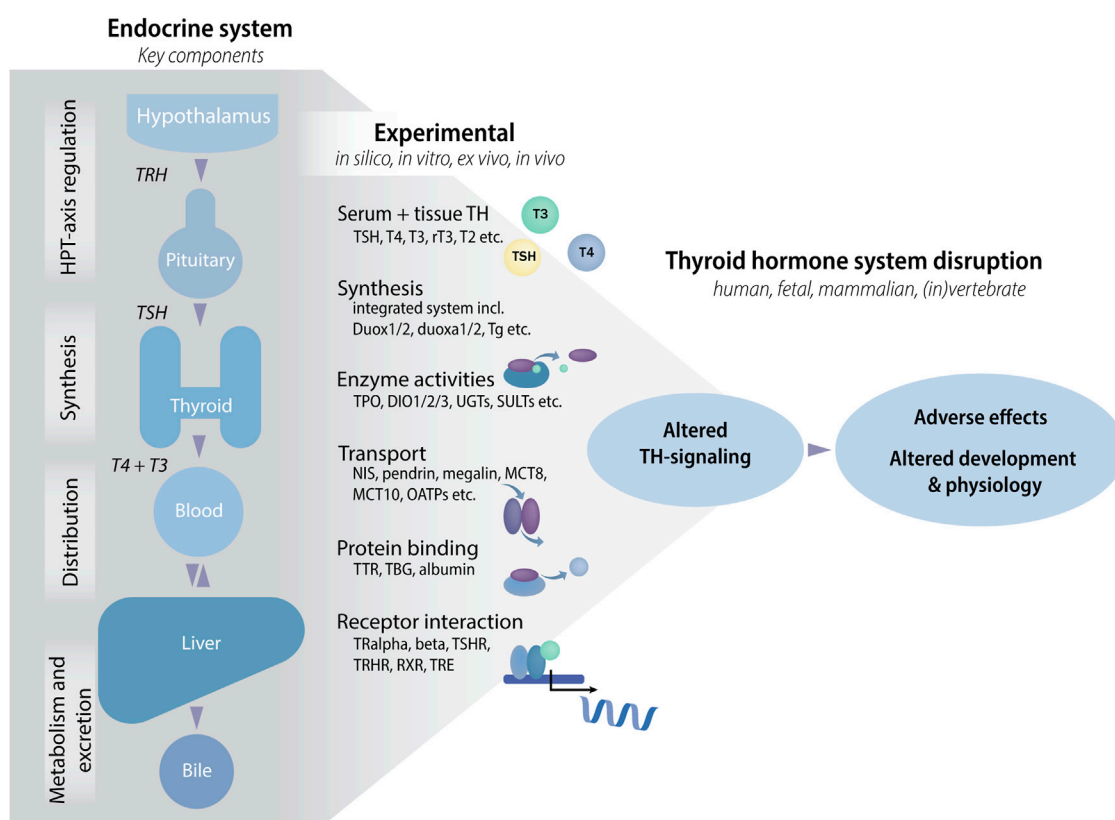 Endocrine system
Key components
HPT-axis regulation
Hypothalamus
TRH
Pituitary
TSH
Synthesis
Thyroid
T4 + T3
Distribution
Blood
Metabolism and
excretion
Liver
Bile
Experimental
in silico, in vitro, ex vivo, in vivo
Serum + tissue TH
TSH, T4, T3, rT3, T2 etc.
T3
TSH
T4
Synthesis
integrated system incl.
Duox1/2, duoxa1/2, Tg etc.
Enzyme activities
TPO, DIO1/2/3, UGTs, SULTs etc.
Transport
NIS, pendrin, megalin, MCT8,
MCT10, OATPs etc.
Protein binding
TTR, TBG, albumin
Receptor interaction
TRalpha, beta, TSHR,
TRHR, RXR, TRE
Thyroid hormone system disruption
human, fetal, mammalian, (in)vertebrate
Altered
TH-signaling
Adverse effects
Altered development
& physiology